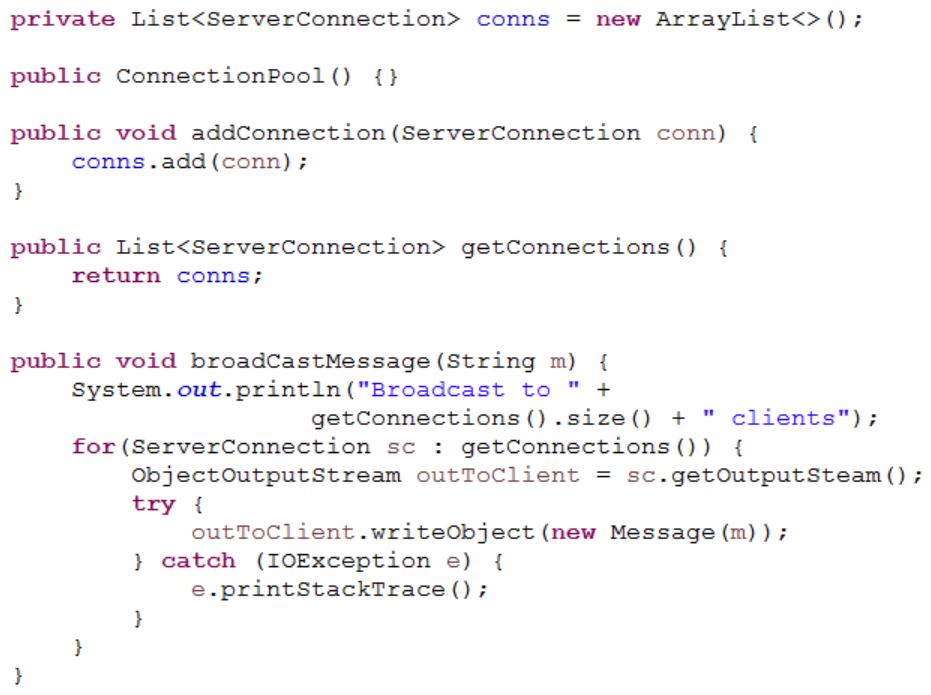 private List<ServerConnection> conns = new ArrayList<>();
public ConnectionPool() {}
public void addConnection(ServerConnection conn) {
conns.add(conn);
}
public List<ServerConnection> getConnections() {
return conns;
}
public void broadCastMessage(String m) {
System.out.println("Broadcast to " +
getConnections().size() + " clients");
for(ServerConnection sc : getConnections()) {
ObjectOutputStream outToClient = sc.getOutputSteam();
try {
outToClient.writeObject(new Message(m));
} catch (IOException e) {
e.printStackTrace();
}
}
}